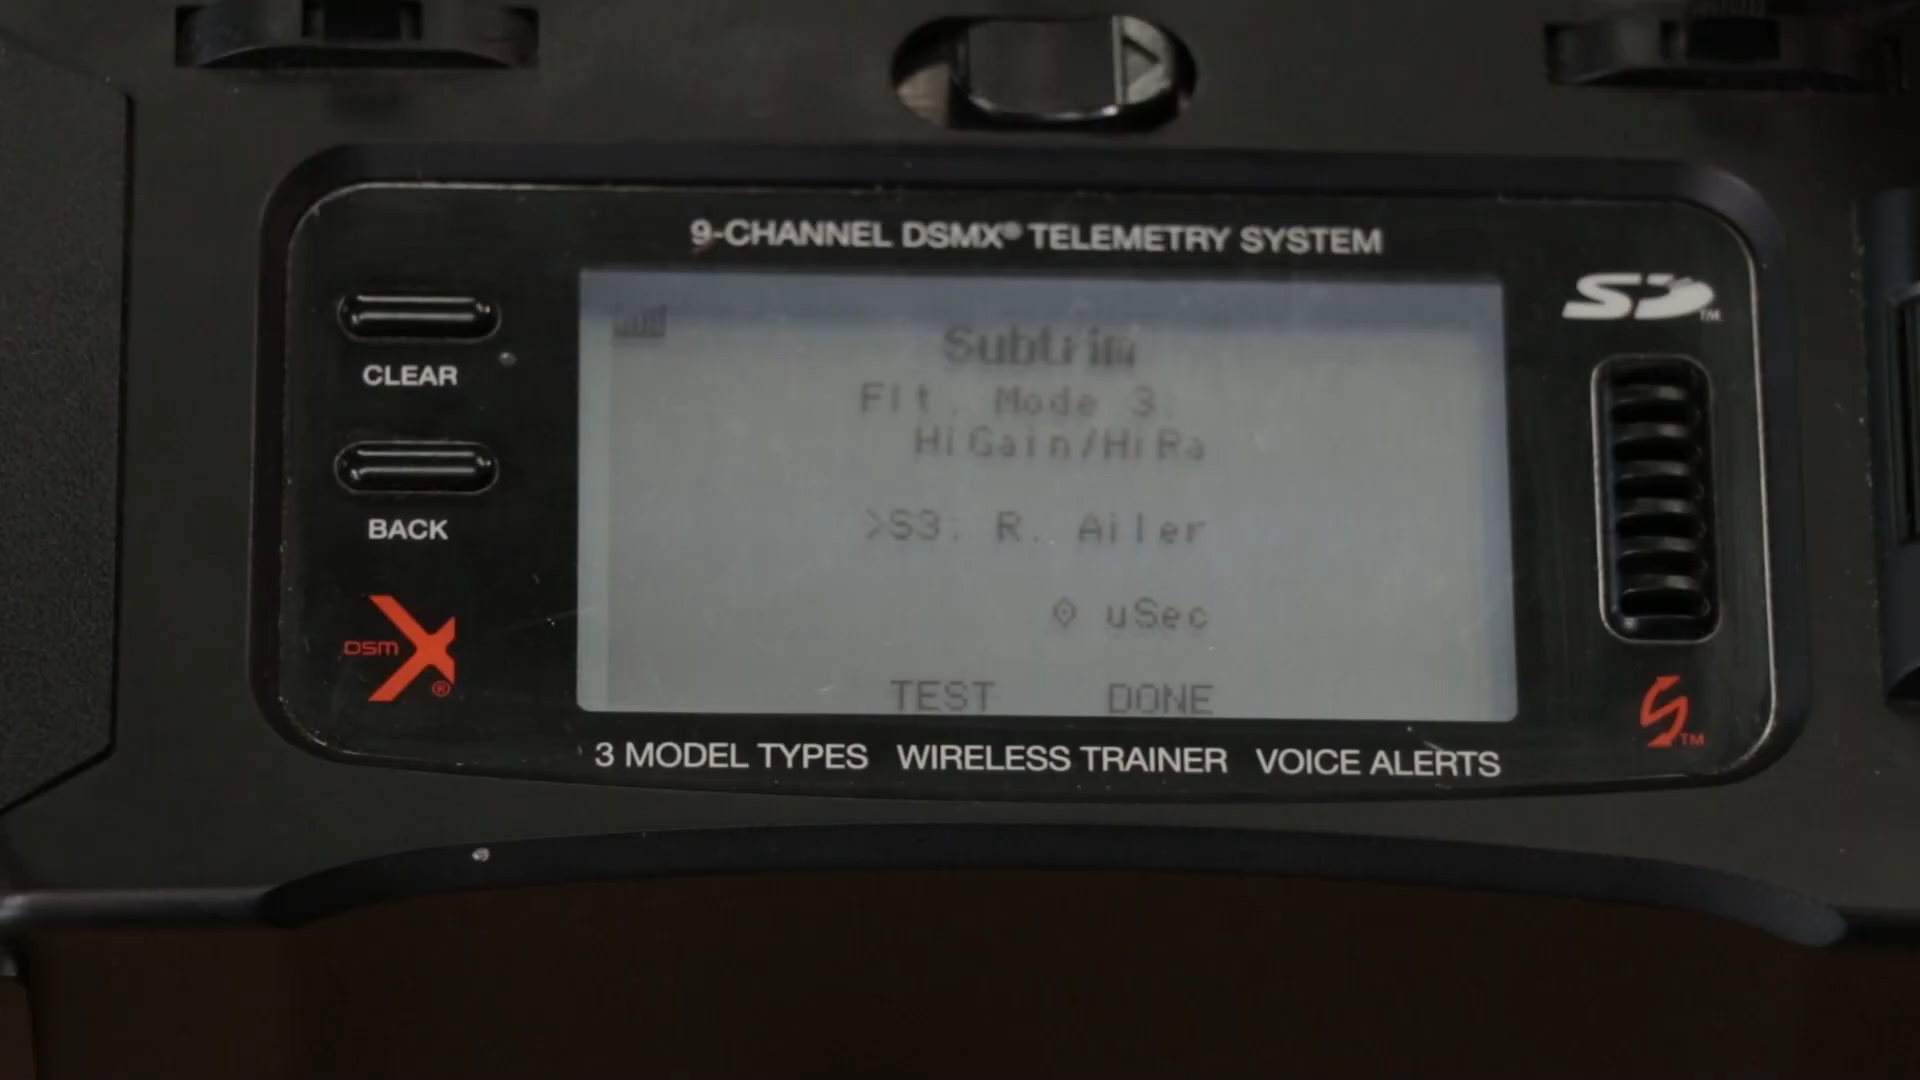 9-CHANNEL DSMX® TELEMETRY SYSTEM
CLEAR
BACK
DSM X®
SD™
Subtrim
Flt. Mode 3:
HiGain/HiRa
>S3: R. Ailer
0 uSec
TEST DONE
S™
3 MODEL TYPES WIRELESS TRAINER VOICE ALERTS